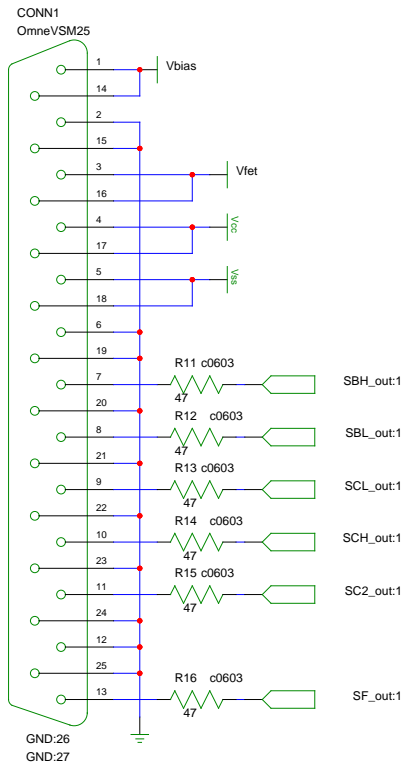 CONN1
OmneVSM25
1
Vbias
14
2
15
3
Vfet
16
4
Vcc
17
5
Vss
18
6
19
R11 c0603
7
SBH_out:1
47
20
R12 c0603
8
SBL_out:1
47
21
R13 c0603
9
SCL_out:1
47
22
R14 c0603
10
SCH_out:1
47
23
R15 c0603
11
SC2_out:1
47
24
12
25
R16 c0603
13
SF_out:1
47
GND:26
GND:27